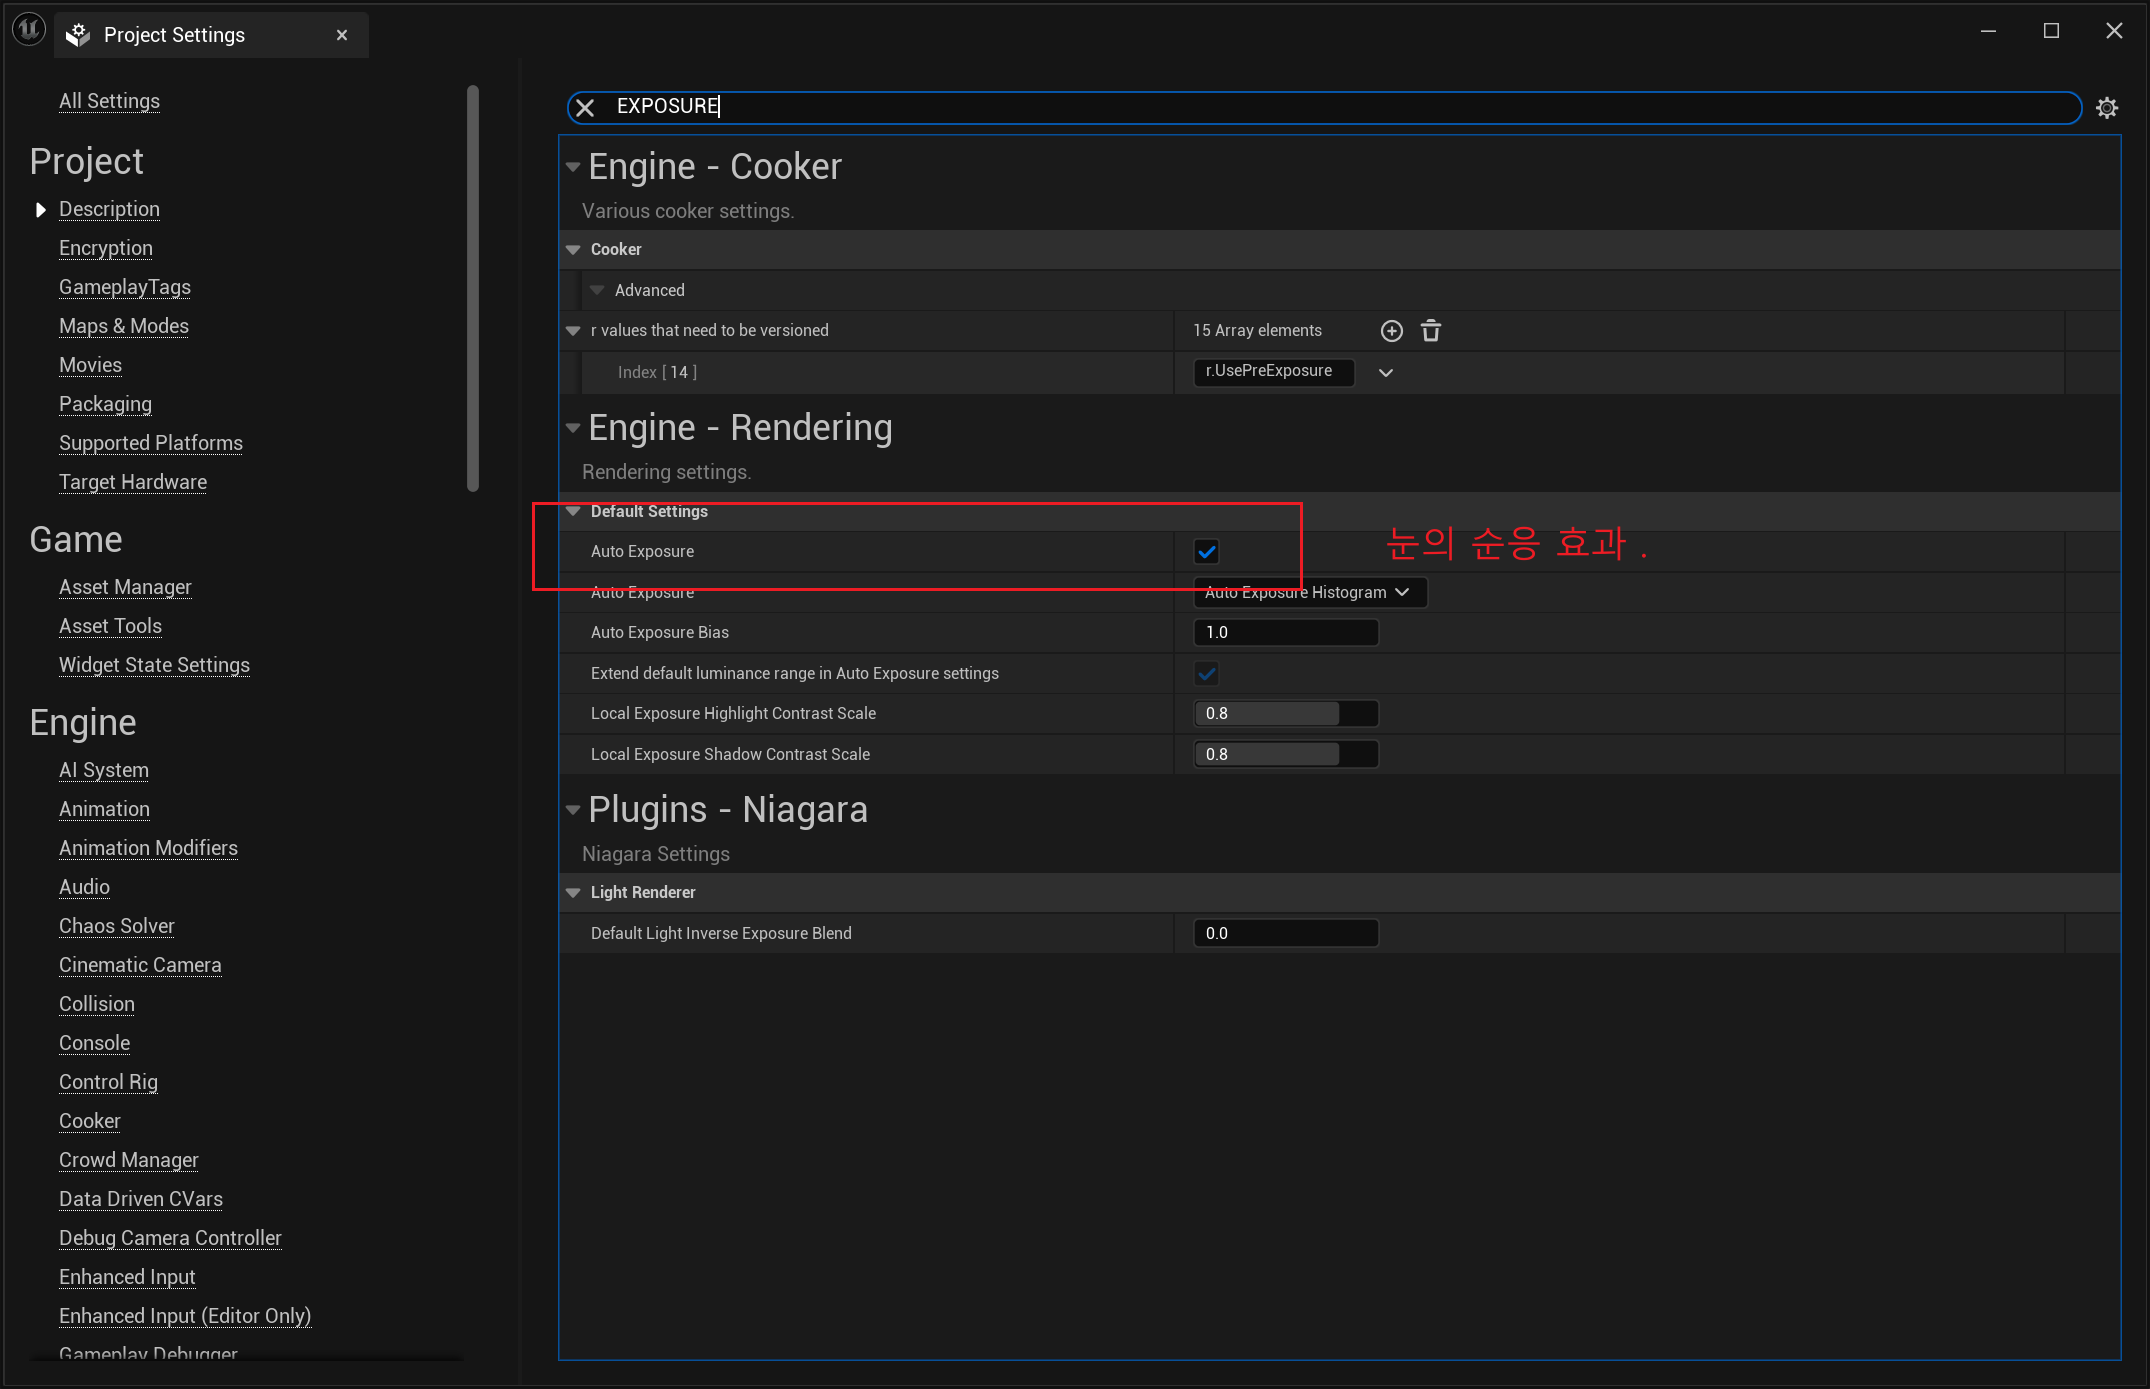 Project Settings
All Settings
Project
Description
Encryption
GameplayTags
Maps & Modes
Movies
Packaging
Supported Platforms
Target Hardware
Game
Asset Manager
Asset Tools
Widget State Settings
Engine
AI System
Animation
Animation Modifiers
Audio
Chaos Solver
Cinematic Camera
Collision
Console
Control Rig
Cooker
Crowd Manager
Data Driven CVars
Debug Camera Controller
Enhanced Input
Enhanced Input (Editor Only)
Gameplay Debugger
EXPOSURE
Engine - Cooker
Various cooker settings.
Cooker
Advanced
r values that need to be versioned 15 Array elements
Index [ 14 ] r.UsePreExposure
Engine - Rendering
Rendering settings.
Default Settings
Auto Exposure 눈의 순응 효과 .
Auto Exposure Auto Exposure Histogram
Auto Exposure Bias 1.0
Extend default luminance range in Auto Exposure settings
Local Exposure Highlight Contrast Scale 0.8
Local Exposure Shadow Contrast Scale 0.8
Plugins - Niagara
Niagara Settings
Light Renderer
Default Light Inverse Exposure Blend 0.0